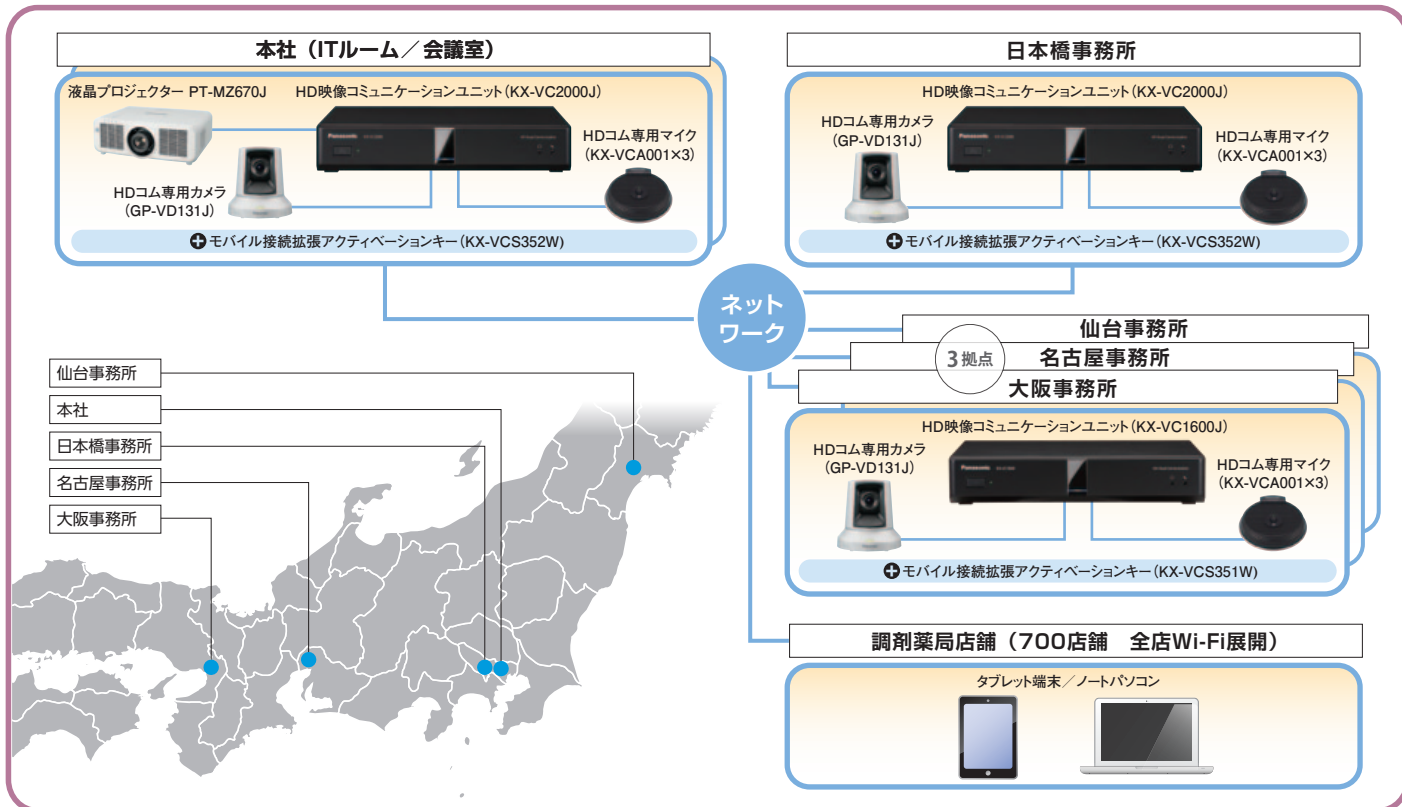 本社（ITルーム／会議室）
液晶プロジェクター PT-MZ670J
HD映像コミュニケーションユニット（KX-VC2000J）
Panasonic
HDコム専用マイク
（KX-VCA001×3）
HDコム専用カメラ
（GP-VD131J）
モバイル接続拡張アクティベーションキー（KX-VCS352W）
日本橋事務所
HD映像コミュニケーションユニット（KX-VC2000J）
HDコム専用カメラ
（GP-VD131J）
Panasonic
HDコム専用マイク
（KX-VCA001×3）
モバイル接続拡張アクティベーションキー（KX-VCS352W）
ネット
ワーク
仙台事務所
3拠点
名古屋事務所
大阪事務所
HD映像コミュニケーションユニット（KX-VC1600J）
HDコム専用カメラ
（GP-VD131J）
Panasonic
HDコム専用マイク
（KX-VCA001×3）
モバイル接続拡張アクティベーションキー（KX-VCS351W）
仙台事務所
本社
日本橋事務所
名古屋事務所
大阪事務所
調剤薬局店舗（700店舗　全店Wi-Fi展開）
タブレット端末／ノートパソコン